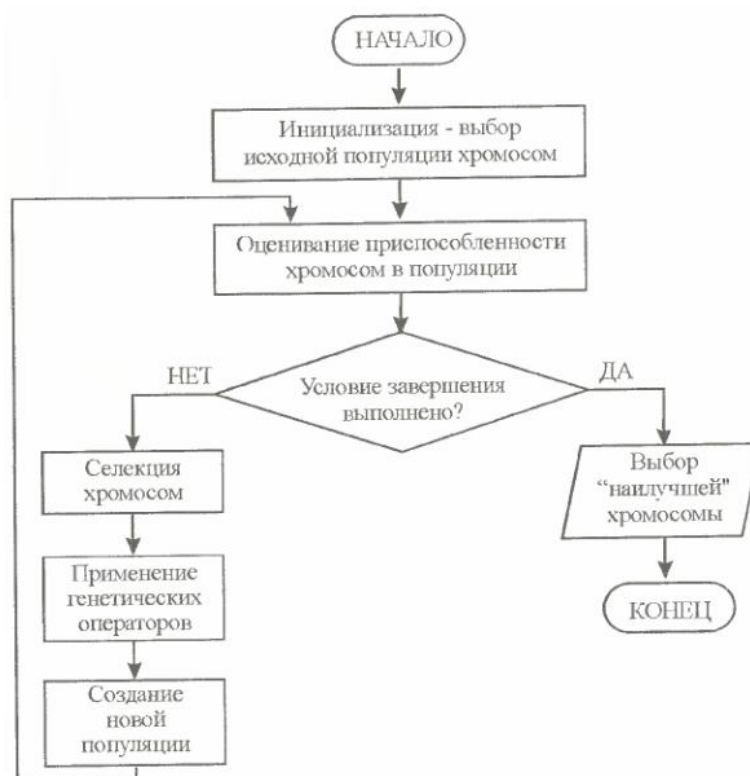 НАЧАЛО
Инициализация - выбор
исходной популяции хромосом
Оценивание приспособленности
хромосом в популяции
Условие завершения
выполнено?
НЕТ
ДА
Селекция
хромосом
Применение
генетических
операторов
Создание
новой
популяции
Выбор
“наилучшей"
хромосомы
КОНЕЦ